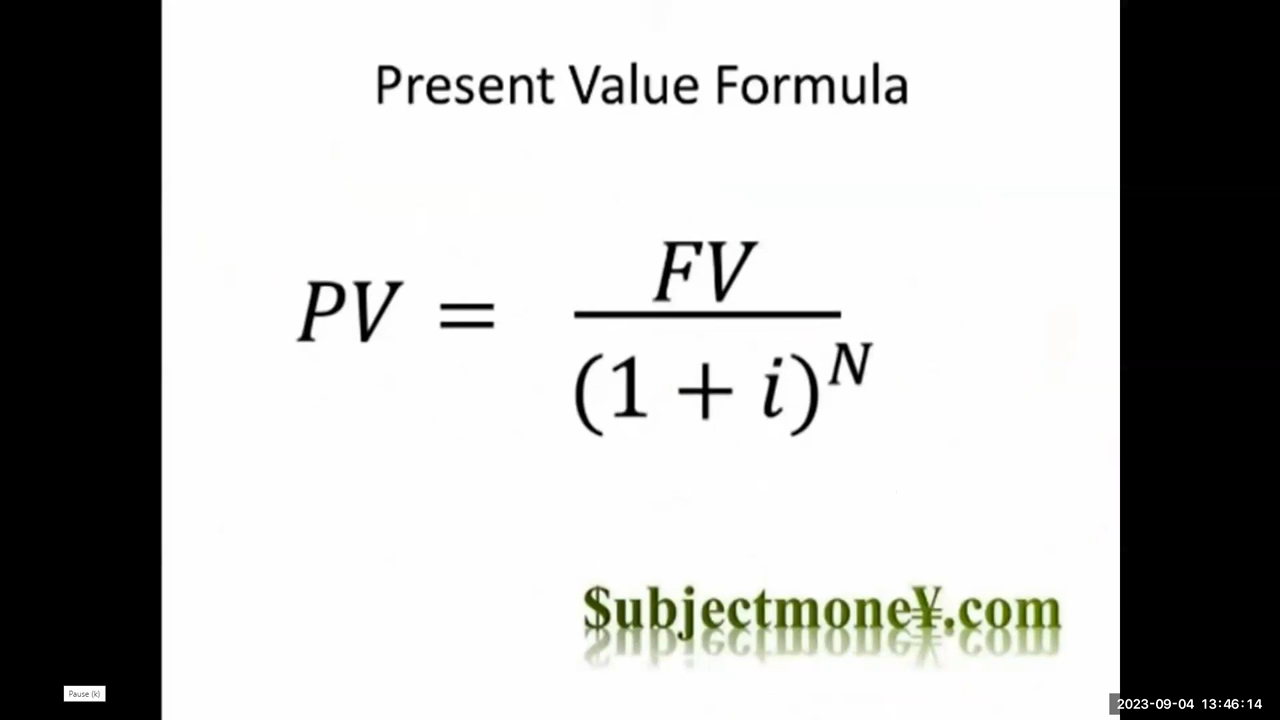 Present Value Formula
PV = FV
(1 + i)^N
$ubjectmone¥.com
Pause (k)
2023-09-04 13:46:14